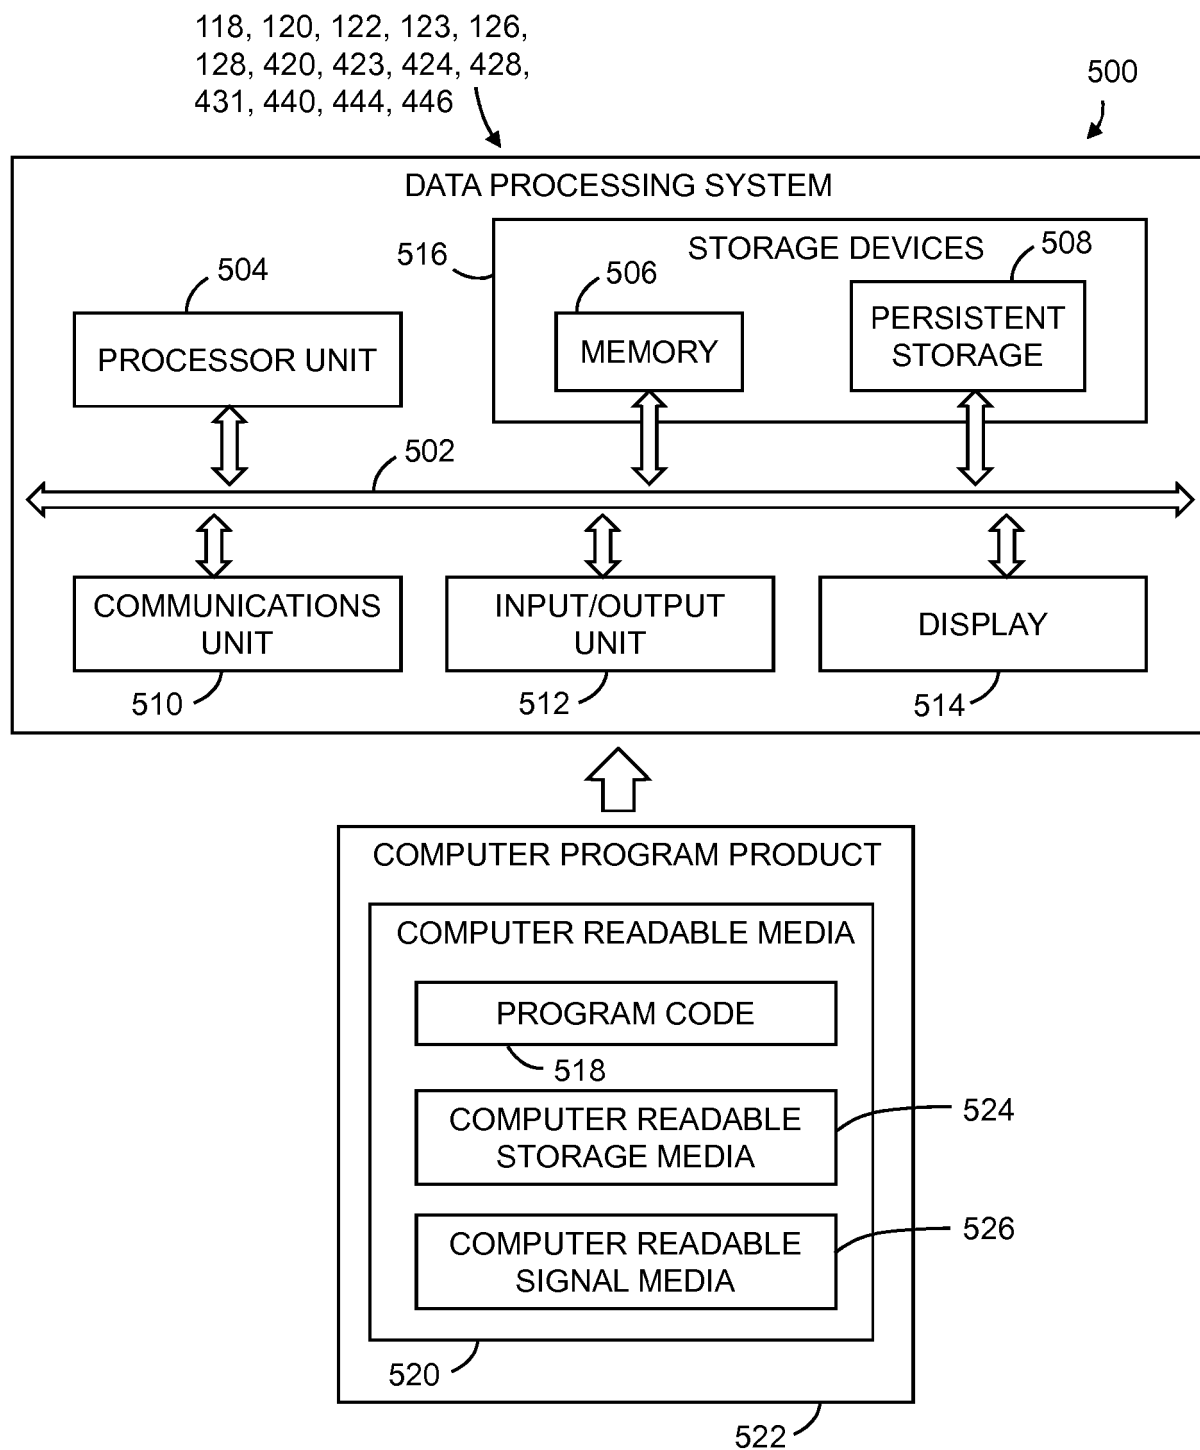 118, 120, 122, 123, 126,
128, 420, 423, 424, 428,
431, 440, 444, 446
500
DATA PROCESSING SYSTEM
516
STORAGE DEVICES
508
504
506
PROCESSOR UNIT
MEMORY
PERSISTENT
STORAGE
502
COMMUNICATIONS
UNIT
INPUT/OUTPUT
UNIT
DISPLAY
510
512
514
COMPUTER PROGRAM PRODUCT
COMPUTER READABLE MEDIA
PROGRAM CODE
518
COMPUTER READABLE
STORAGE MEDIA
524
COMPUTER READABLE
SIGNAL MEDIA
526
520
522